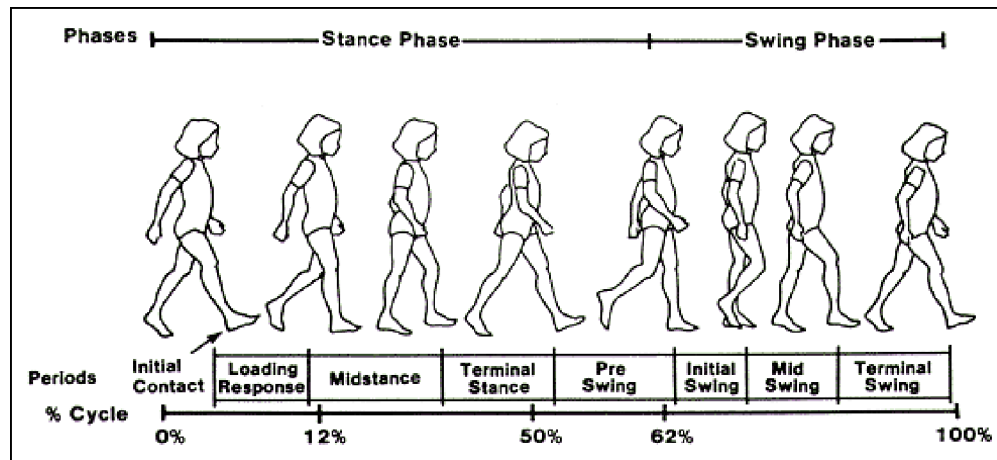 Phases Stance Phase Swing Phase
Periods
Initial
Contact
Loading
Response
Midstance
Terminal
Stance
Pre
Swing
Initial
Swing
Mid
Swing
Terminal
Swing
% Cycle
0% 12% 50% 62% 100%